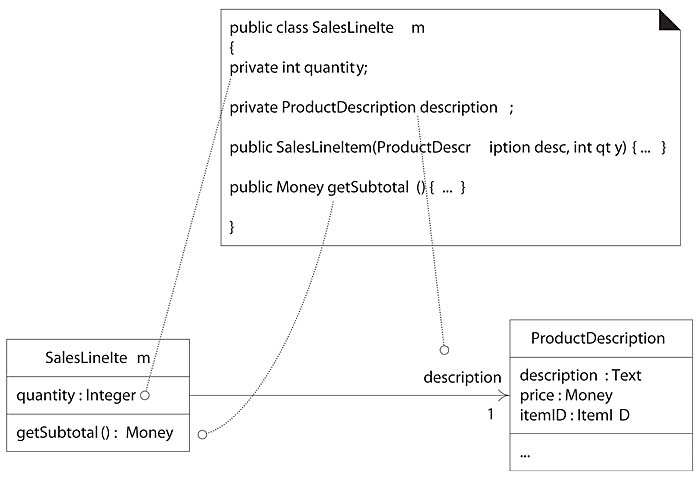 public class SalesLineIte m
{
private int quantity;
private ProductDescription description ;
public SalesLineItem(ProductDescr iption desc, int qt y) { ... }
public Money getSubtotal () { ... }
}
SalesLineIte m
quantity : Integer
getSubtotal () : Money
description
1
ProductDescription
description : Text
price : Money
itemID : ItemI D
...